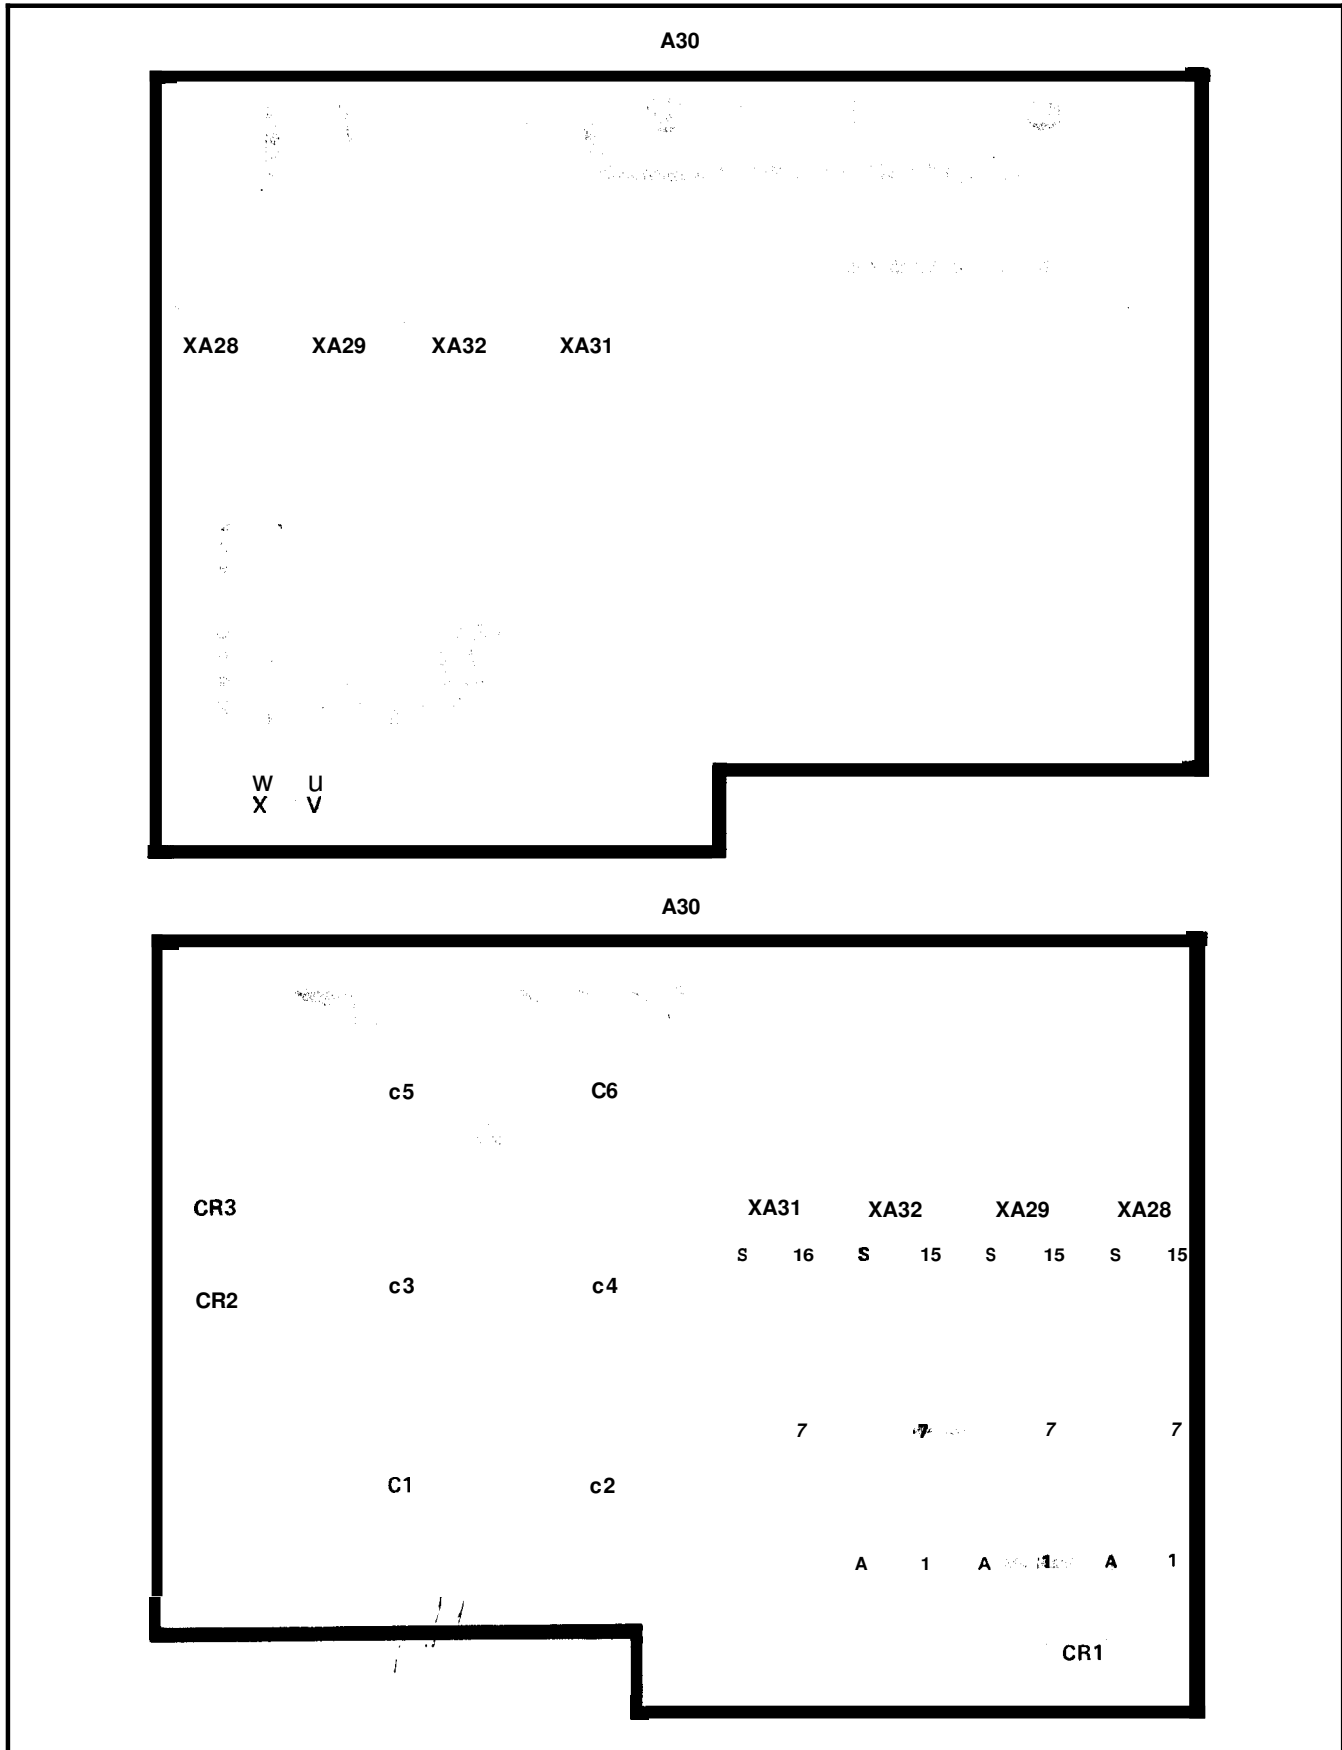 A30
XA28 XA29 XA32 XA31
W U
X V
A30
c5 C6
CR3 XA31 XA32 XA29 XA28
S 16 S 15 S 15 S 15
CR2 c3 c4
7 7 7 7
C1 c2
A 1 A 1 A 1
CR1